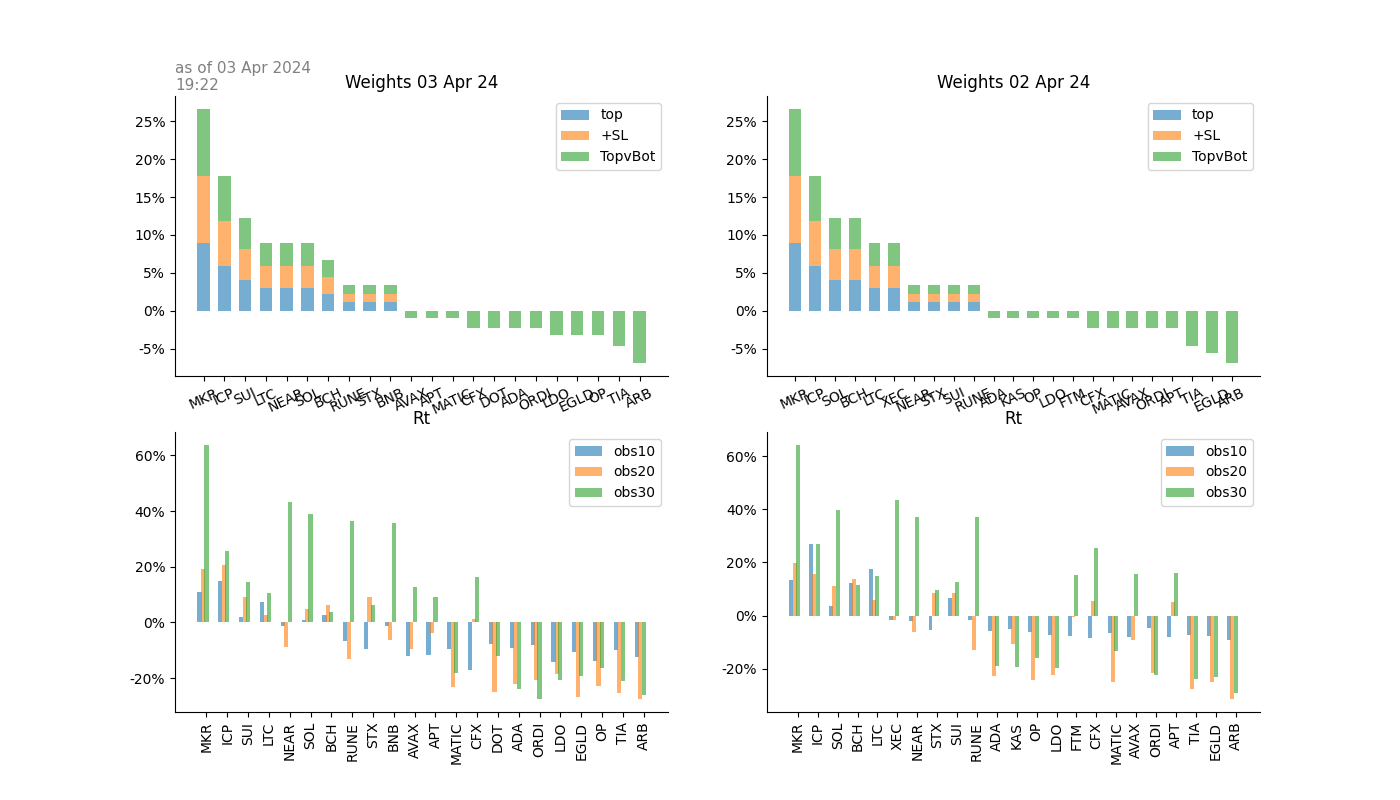 as of 03 Apr 2024
19:22
Weights 03 Apr 24
25%
20%
15%
10%
5%
0%
-5%
top
+SL
TopvBot
MKR ICP SUI LTC NEAR SOL BCH RUNE STX BNR AVAX APT MATIC CFX DOT ADA ORDI LDO EGLD OP TIA ARB
Weights 02 Apr 24
25%
20%
15%
10%
5%
0%
-5%
top
+SL
TopvBot
MKR ICP SOL BCH LTC XEC NEAR STX SUI RUNE ADA KAS OP LDO FTM CFX MATIC AVAX ORDI APT TIA EGLD ARB
Rt
60%
40%
20%
0%
-20%
obs10
obs20
obs30
MKR ICP SUI LTC NEAR SOL BCH RUNE STX BNB AVAX APT MATIC CFX DOT ADA ORDI LDO EGLD OP TIA ARB
Rt
60%
40%
20%
0%
-20%
obs10
obs20
obs30
MKR ICP SOL BCH LTC XEC NEAR STX SUI RUNE ADA KAS OP LDO FTM CFX MATIC AVAX ORDI APT TIA EGLD ARB